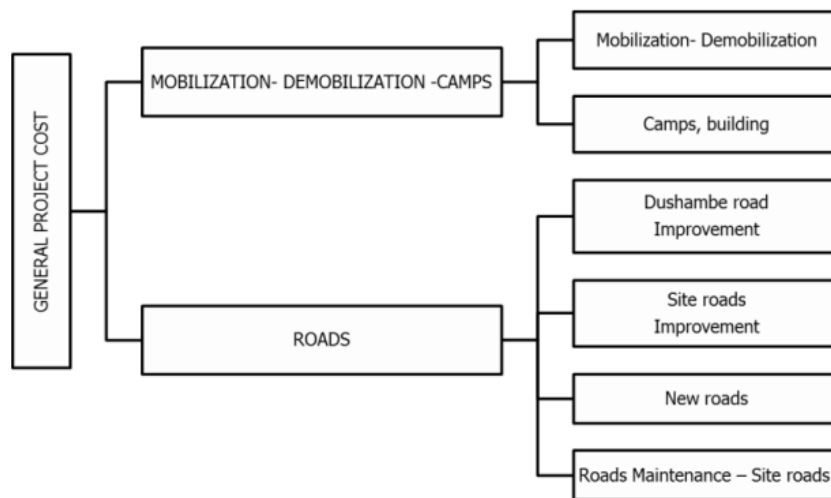 GENERAL PROJECT COST
MOBILIZATION- DEMOBILIZATION -CAMPS
Mobilization- Demobilization
Camps, building
ROADS
Dushambe road
Improvement
Site roads
Improvement
New roads
Roads Maintenance – Site roads